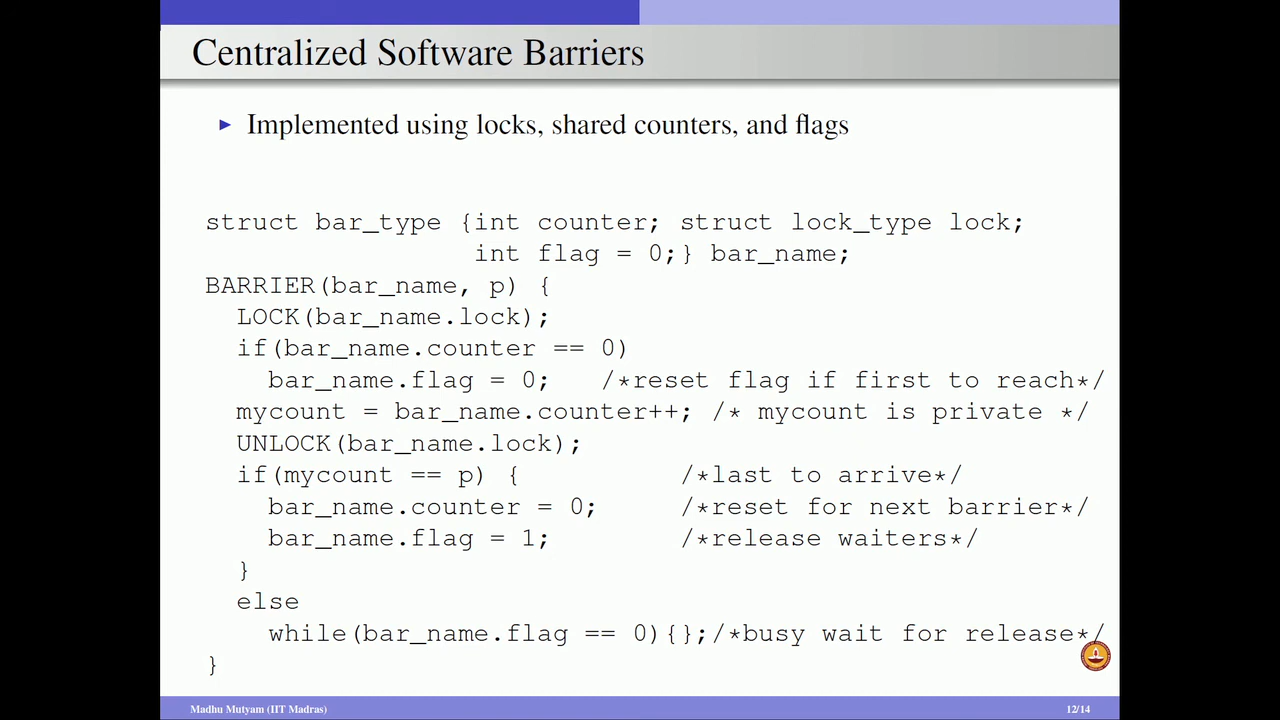 Centralized Software Barriers
▶ Implemented using locks, shared counters, and flags
struct bar_type {int counter; struct lock_type lock;
int flag = 0;} bar_name;
BARRIER(bar_name, p) {
LOCK(bar_name.lock);
if(bar_name.counter == 0)
bar_name.flag = 0; /*reset flag if first to reach*/
mycount = bar_name.counter++; /* mycount is private */
UNLOCK(bar_name.lock);
if(mycount == p) { /*last to arrive*/
bar_name.counter = 0; /*reset for next barrier*/
bar_name.flag = 1; /*release waiters*/
}
else
while(bar_name.flag == 0){};/*busy wait for release*/
}
Madhu Mutyam (IIT Madras) 12/14